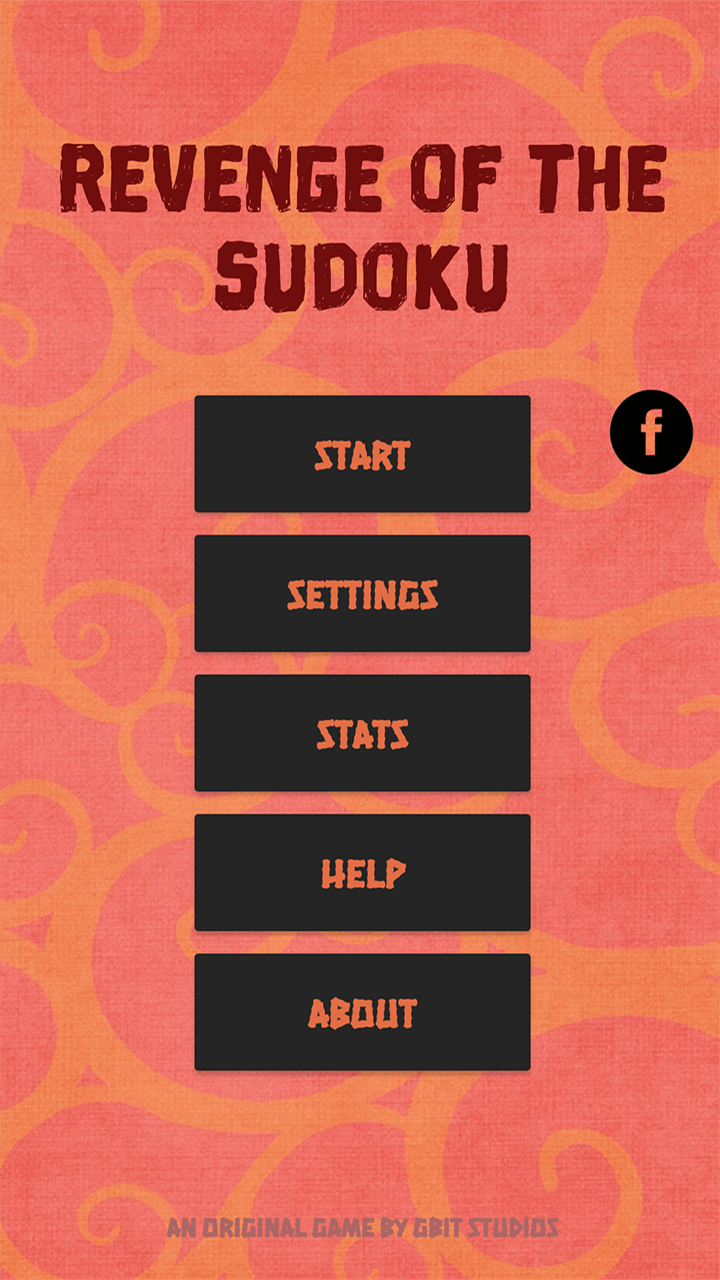 REVENGE OF THE
SUDOKU
f
START
SETTINGS
STATS
HELP
ABOUT
AN ORIGINAL GAME BY GBIT STUDIOS